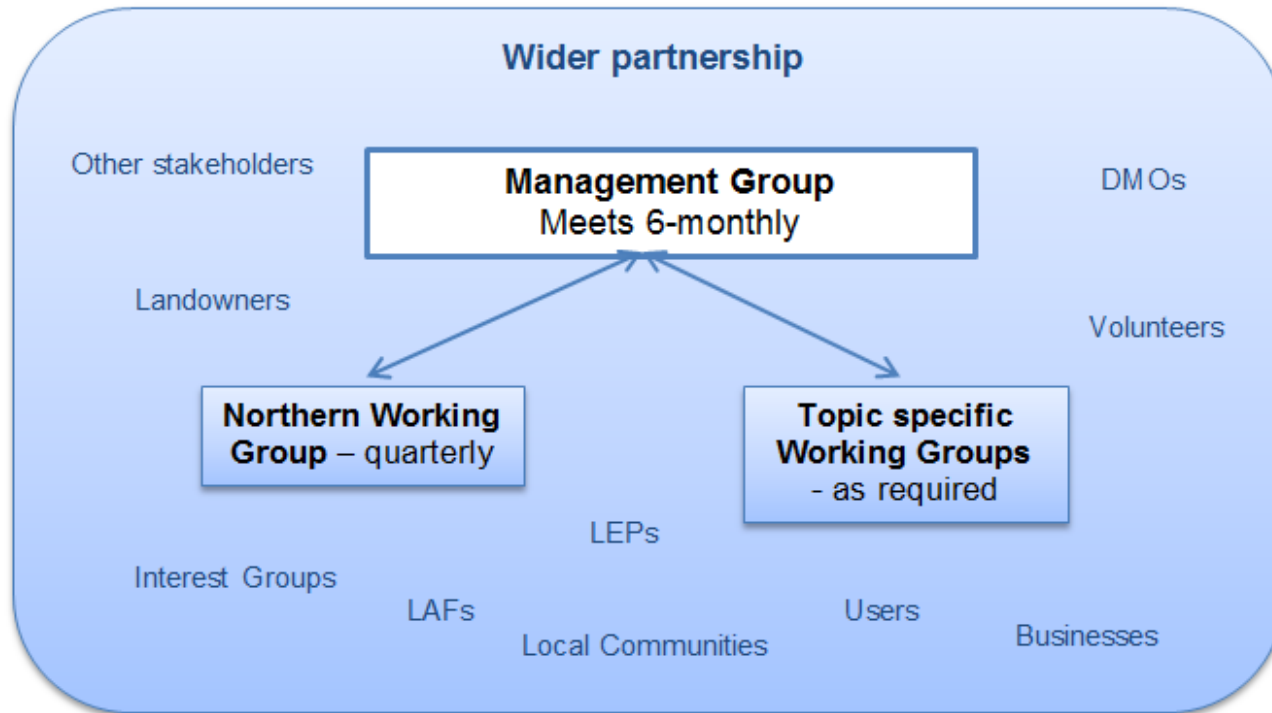 Wider partnership
Other stakeholders
Management Group
Meets 6-monthly
DMOs
Landowners
Volunteers
Northern Working
Group – quarterly
Topic specific
Working Groups
- as required
LEPs
Interest Groups
LAFs
Users
Local Communities
Businesses